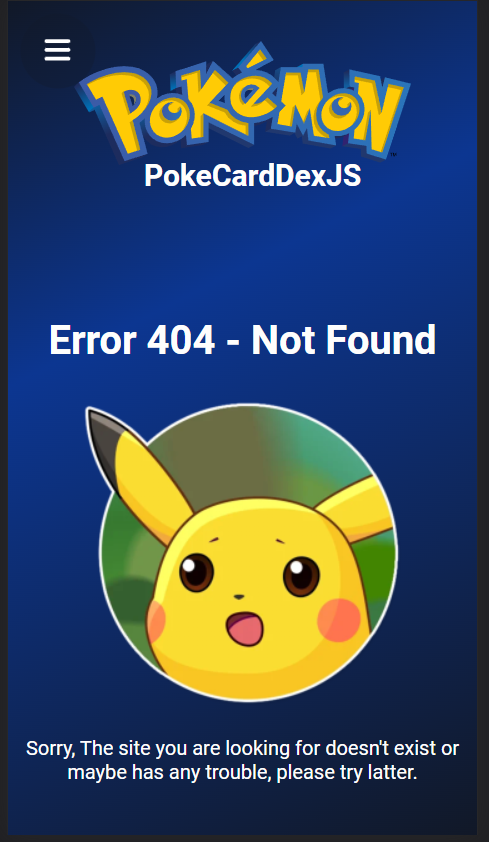 POKéMON
PokeCardDexJS
Error 404 - Not Found
Sorry, The site you are looking for doesn't exist or
maybe has any trouble, please try latter.